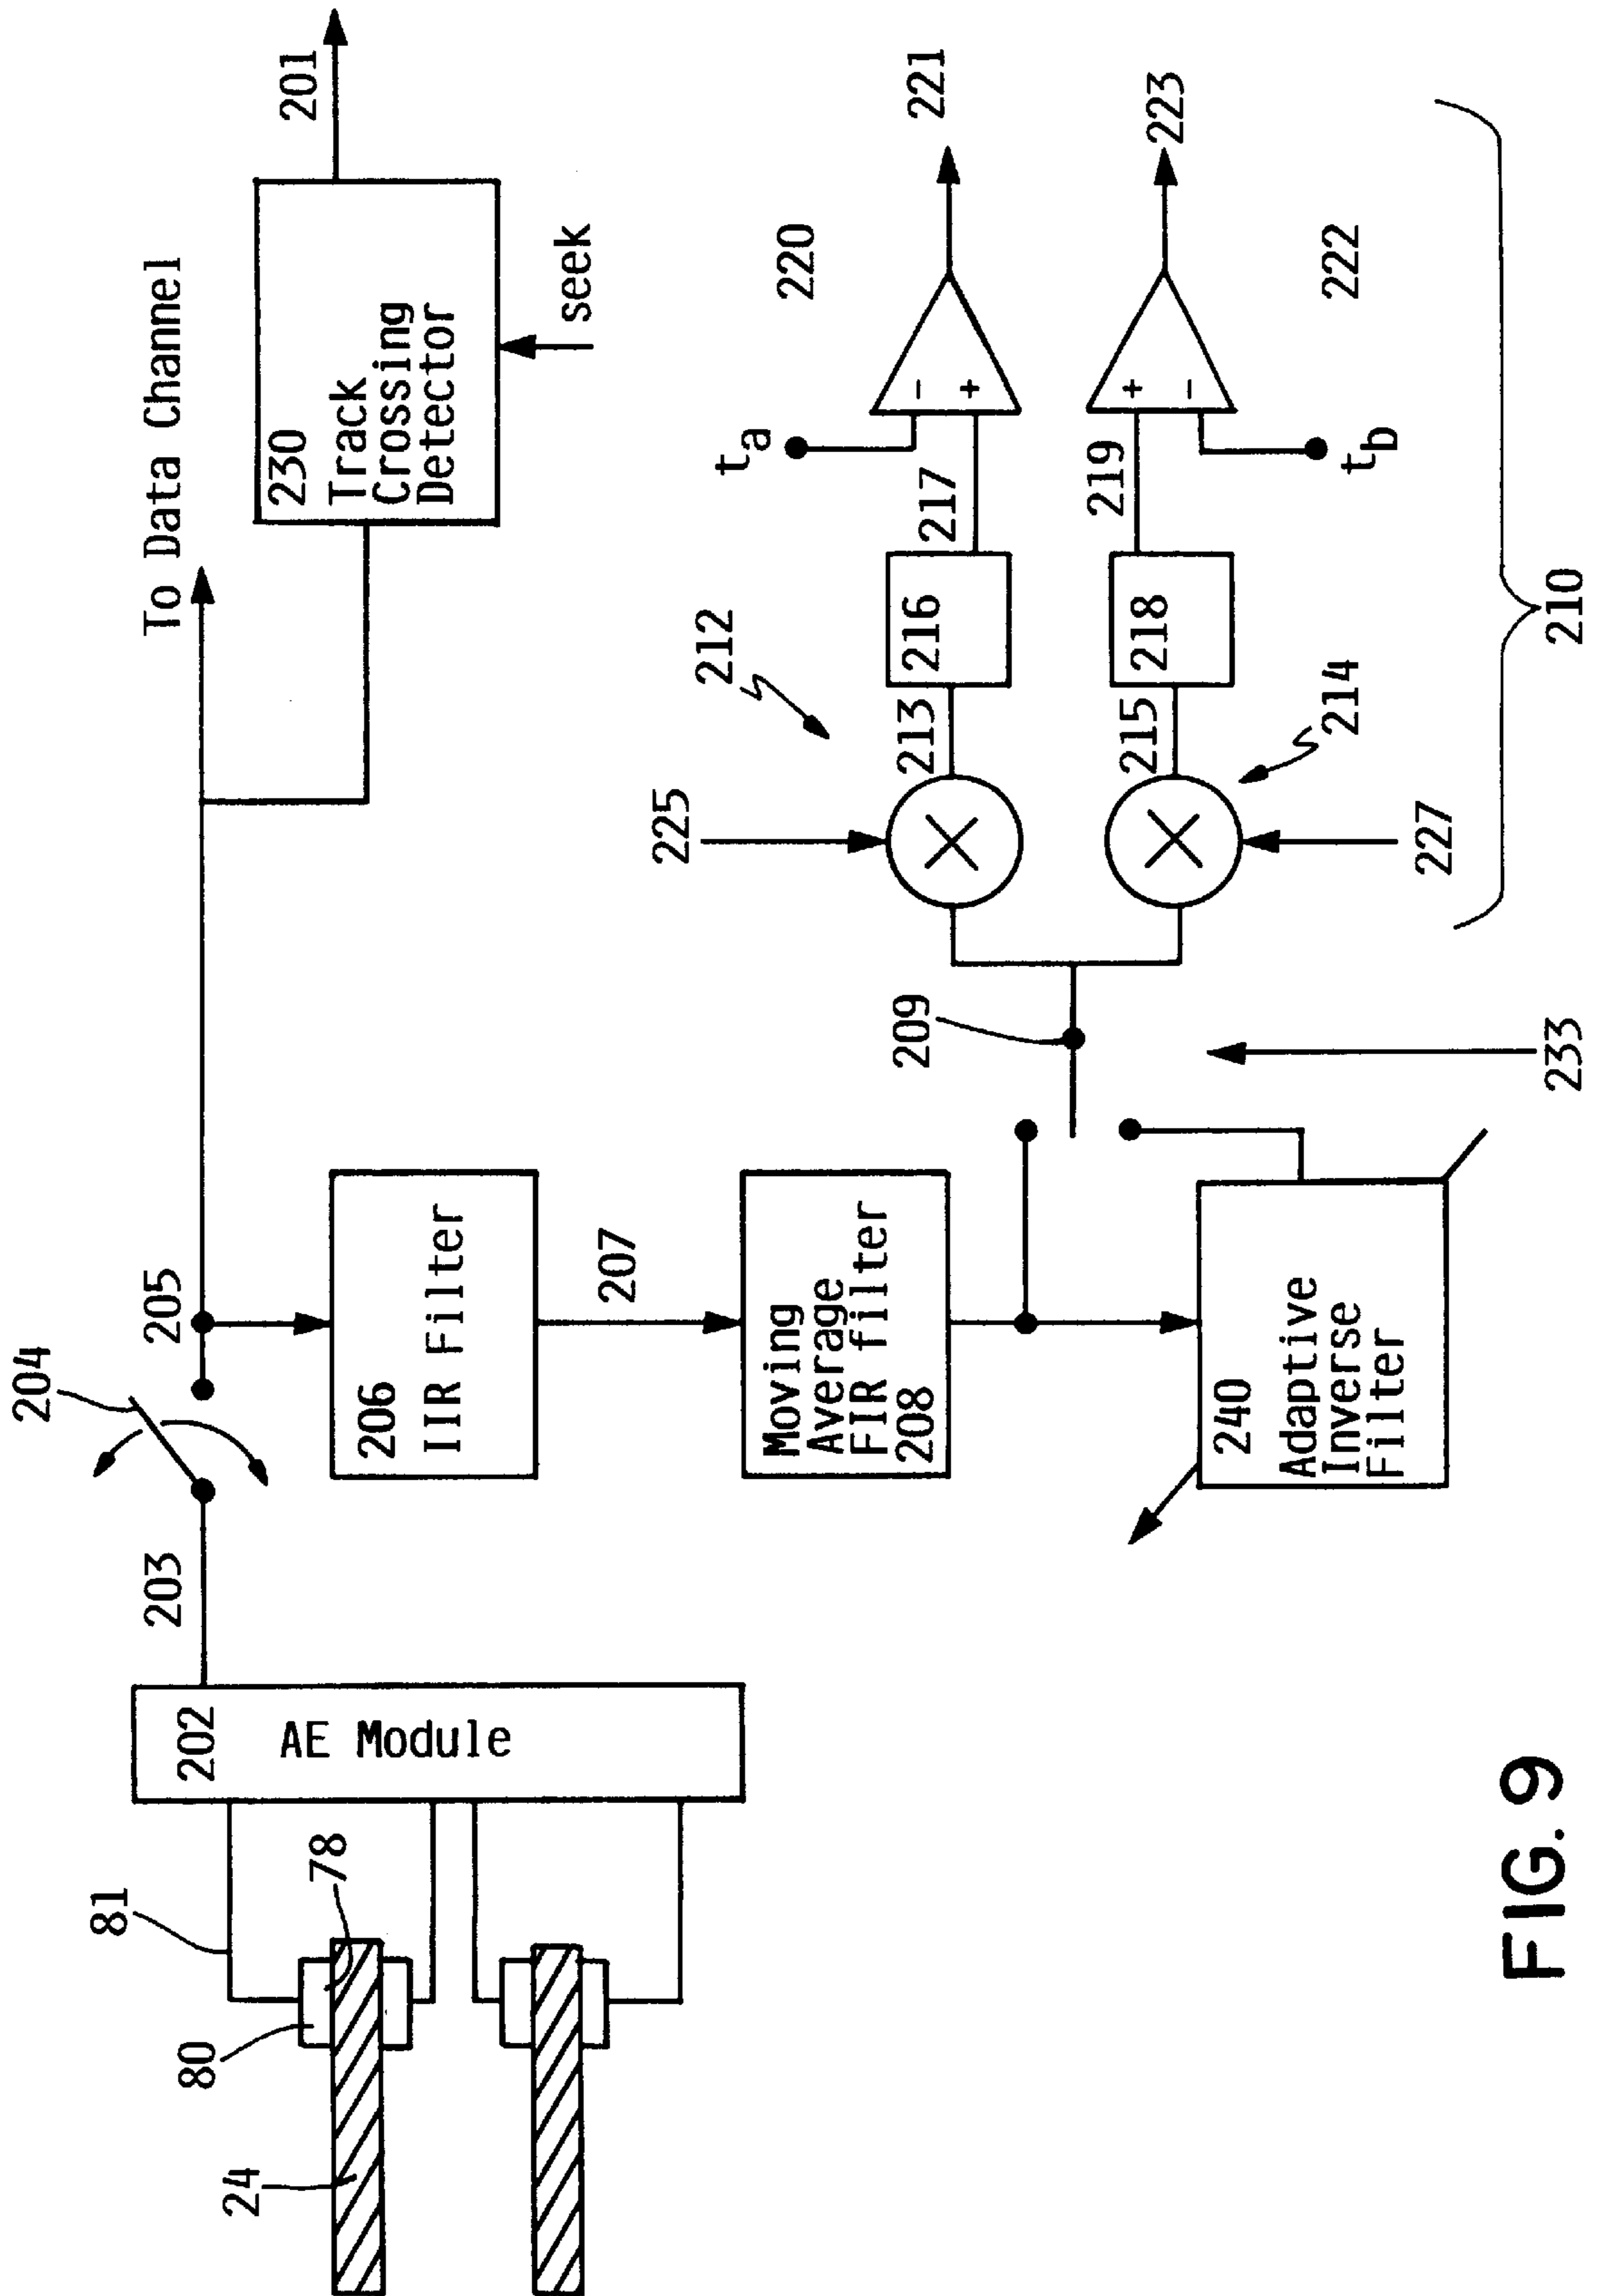 To Data Channel
201
230
Track
Crossing
Detector
seek
204
205
203
81
80
78
24
202
AE Module
206
IIR Filter
207
Moving
Average
FIR filter
208
240
Adaptive
Inverse
Filter
209
233
225
227
212
213
214
215
216
217
218
219
ta
tb
-
+
+
-
220
221
222
223
210
FIG. 9